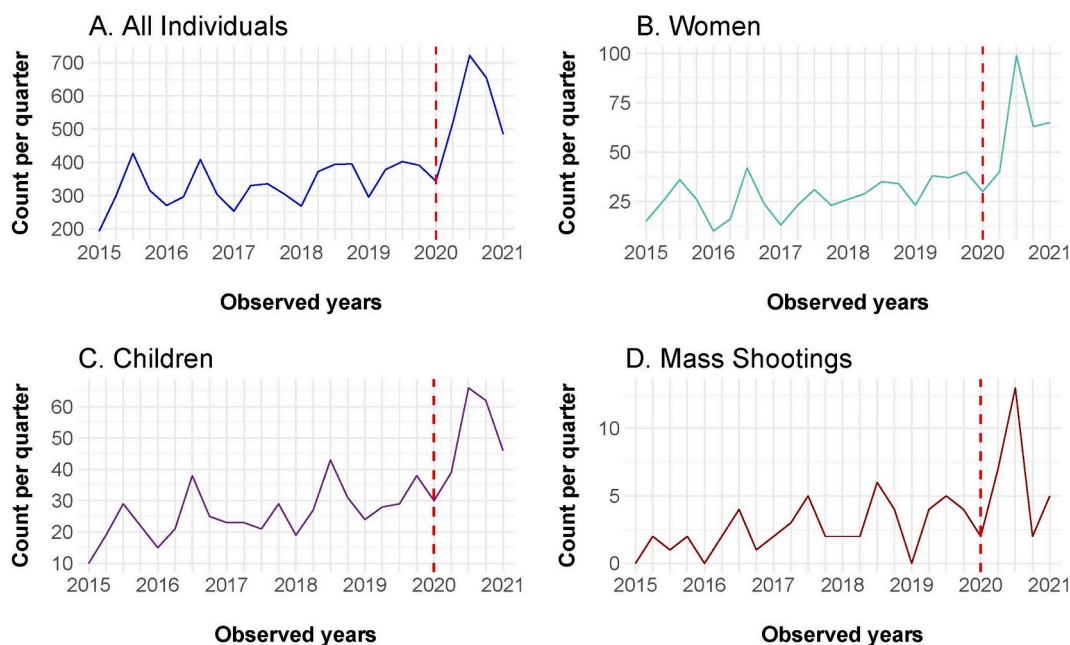 A. All Individuals
Count per quarter
700
600
500
400
300
200
2015 2016 2017 2018 2019 2020 2021
Observed years
B. Women
Count per quarter
100
75
50
25
2015 2016 2017 2018 2019 2020 2021
Observed years
C. Children
Count per quarter
60
50
40
30
20
10
2015 2016 2017 2018 2019 2020 2021
Observed years
D. Mass Shootings
Count per quarter
10
5
0
2015 2016 2017 2018 2019 2020 2021
Observed years